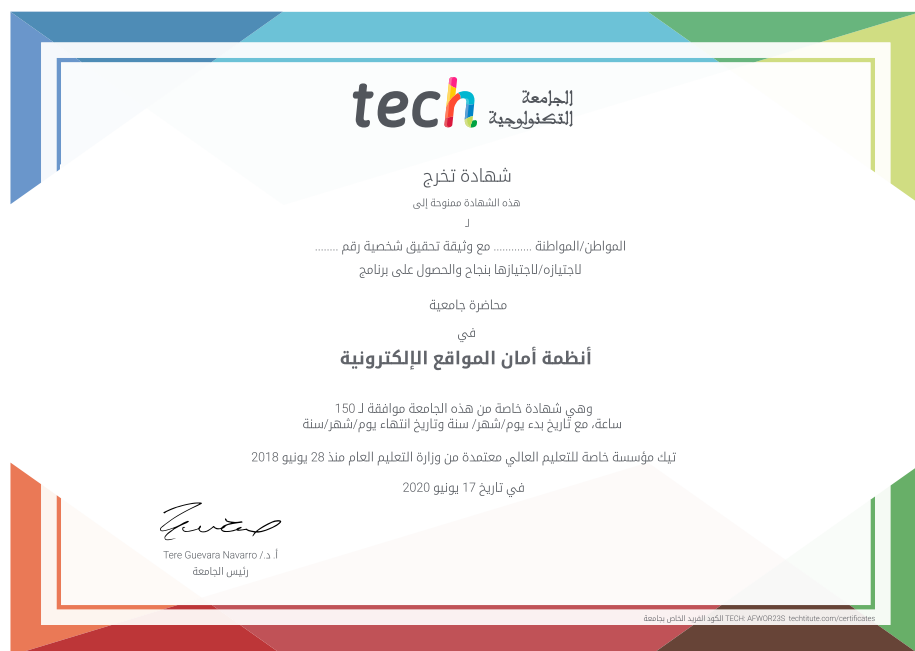 tech الجامعة
التكنولوجية
شهادة تخرج
هذه الشهادة ممنوحة إلى
لـ
المواطن/المواطنة ............ مع وثيقة تحقيق شخصية رقم ........
لاجتيازه/لاجتيازها بنجاح والحصول على برنامج
محاضرة جامعية
في
أنظمة أمان المواقع الإلكترونية
وهي شهادة خاصة من هذه الجامعة موافقة لـ 150
ساعة، مع تاريخ بدء يوم/شهر/ سنة وتاريخ انتهاء يوم/شهر/سنة
تيك مؤسسة خاصة للتعليم العالي معتمدة من وزارة التعليم العام منذ 28 يونيو 2018
في تاريخ 17 يونيو 2020
أ. د./ Tere Guevara Navarro
رئيس الجامعة
الكود الفريد الخاص بجامعة TECH: AFWOR23S techtitute.com/certificates